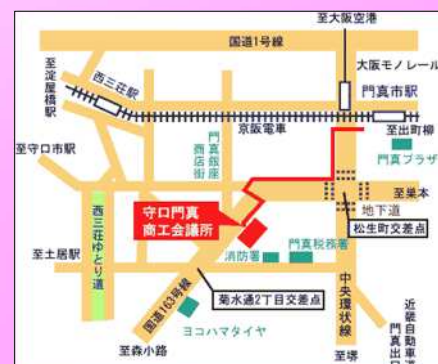 至大阪空港
国道1号線
大阪モノレール
至淀屋橋駅
西三荘駅
門真市駅
京阪電車
至出町柳
門真銀座
商店街
門真プラザ
至守口市駅
至巣本
西三荘ゆとり道
守口門真
商工会議所
地下道
松生町交差点
消防署
門真税務署
至土居駅
菊水通2丁目交差点
国道163号線
中央環状線
ヨコハマタイヤ
近畿自動車道
門真出口
至森小路
至堺